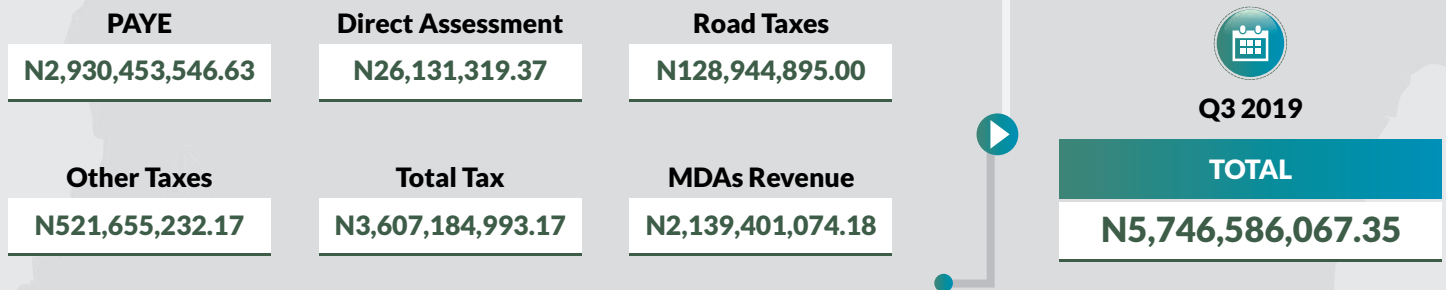 PAYE
N2,930,453,546.63
Direct Assessment
N26,131,319.37
Road Taxes
N128,944,895.00
Other Taxes
N521,655,232.17
Total Tax
N3,607,184,993.17
MDAs Revenue
N2,139,401,074.18
Q3 2019
TOTAL
N5,746,586,067.35